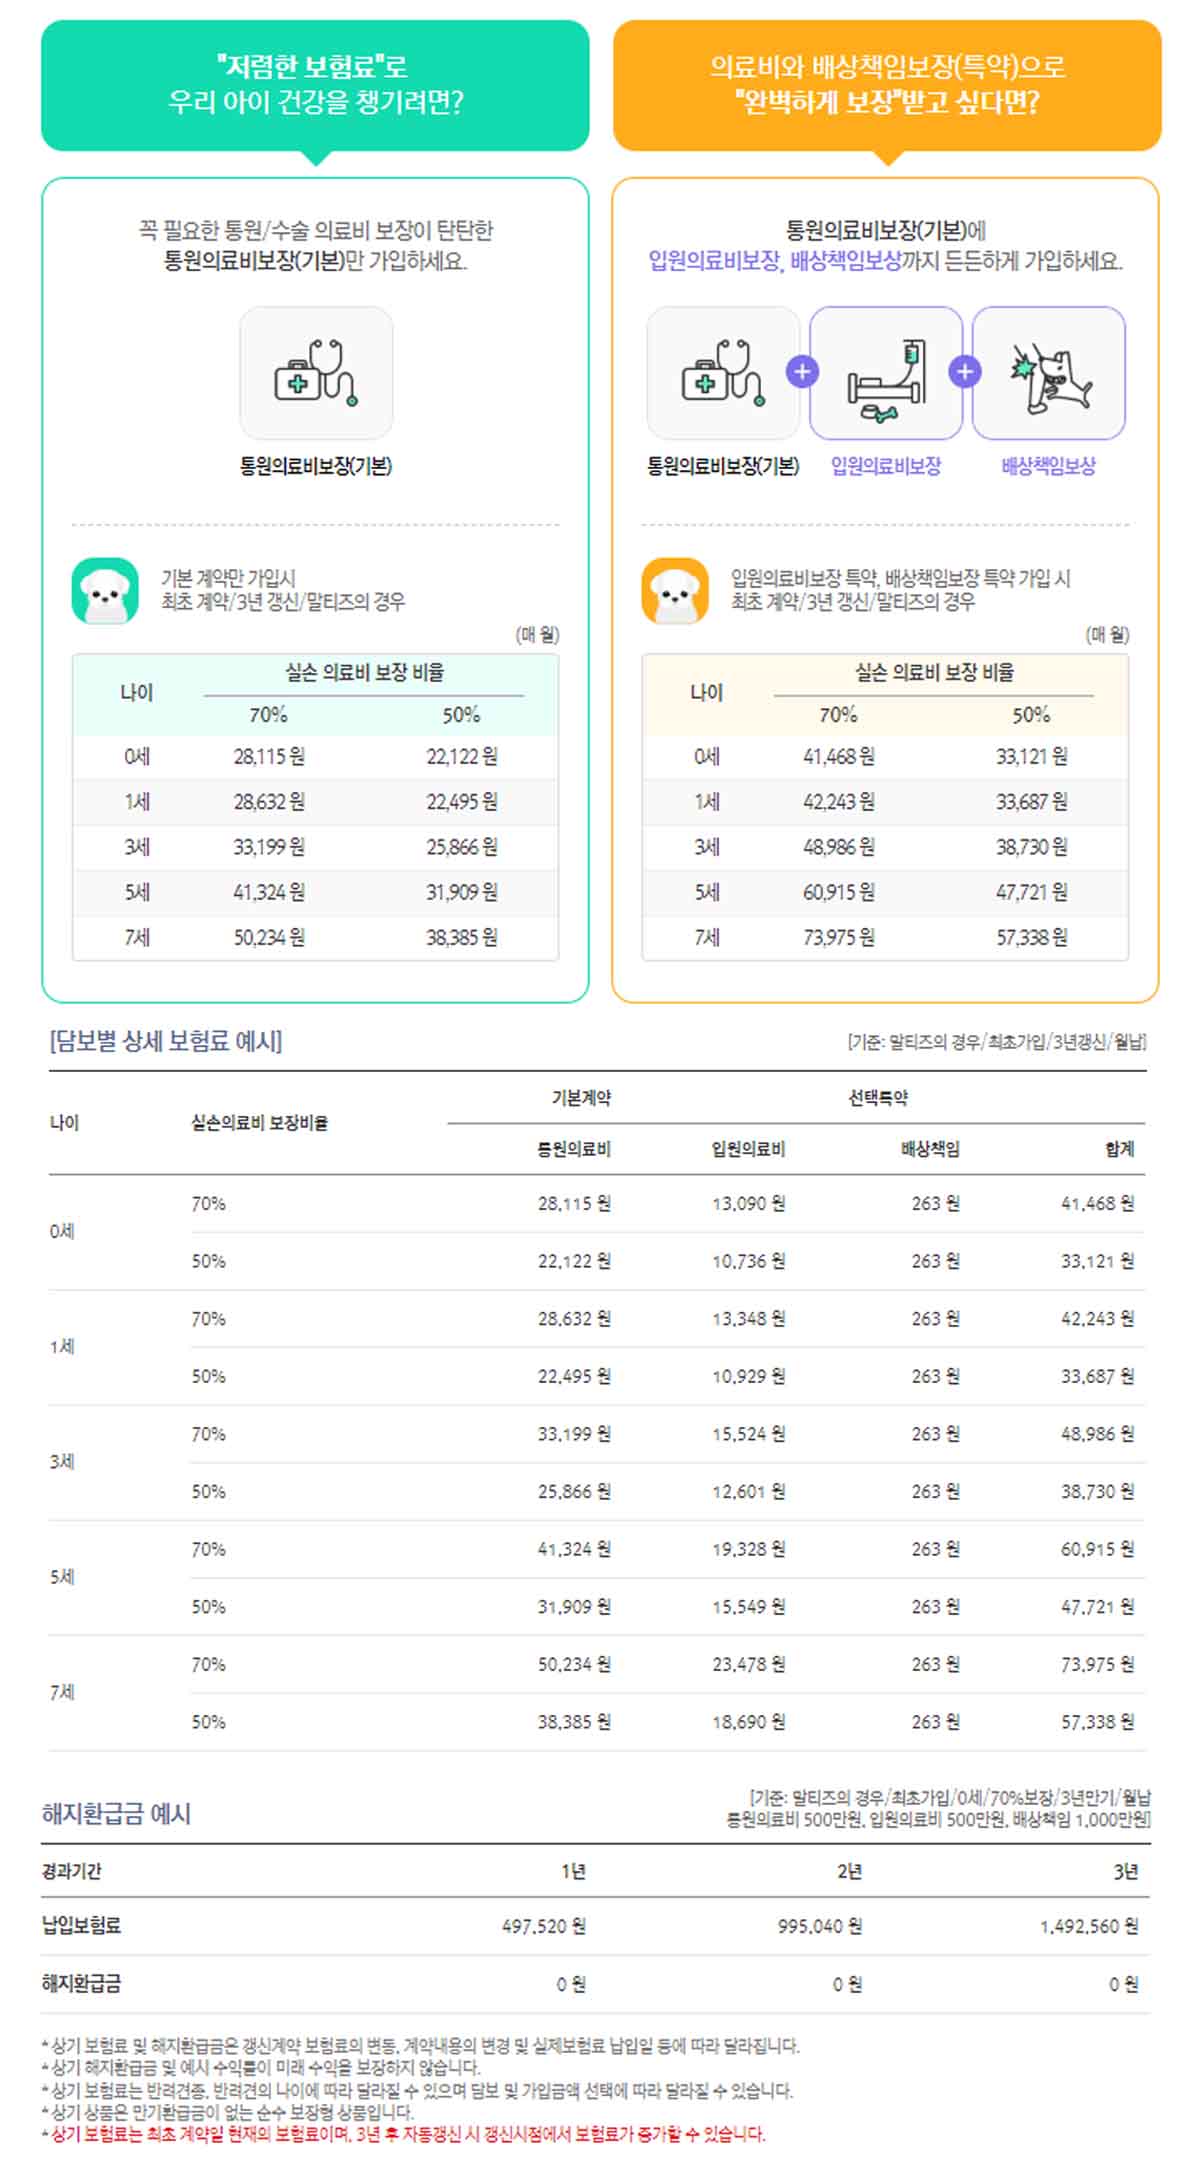 "저렴한 보험료"로
우리 아이 건강을 챙기려면?
꼭 필요한 통원/수술 의료비 보장이 탄탄한
통원의료비보장(기본)만 가입하세요.
통원의료비보장(기본)
기본 계약만 가입시
최초 계약/3년 갱신/말티즈의 경우
(매 월)
나이 실손 의료비 보장 비율
70% 50%
0세 28,115 원 22,122 원
1세 28,632 원 22,495 원
3세 33,199 원 25,866 원
5세 41,324 원 31,909 원
7세 50,234 원 38,385 원
의료비와 배상책임보장(특약)으로
"완벽하게 보장"받고 싶다면?
통원의료비보장(기본)에
입원의료비보장, 배상책임보상까지 든든하게 가입하세요.
통원의료비보장(기본) + 입원의료비보장 + 배상책임보상
입원의료비보장 특약, 배상책임보장 특약 가입 시
최초 계약/3년 갱신/말티즈의 경우
(매 월)
나이 실손 의료비 보장 비율
70% 50%
0세 41,468 원 33,121 원
1세 42,243 원 33,687 원
3세 48,986 원 38,730 원
5세 60,915 원 47,721 원
7세 73,975 원 57,338 원
[담보별 상세 보험료 예시] [기준: 말티즈의 경우/최초가입/3년갱신/월납]
나이 실손의료비 보장비율 기본계약 선택특약
통원의료비 입원의료비 배상책임 합계
0세 70% 28,115 원 13,090 원 263 원 41,468 원
50% 22,122 원 10,736 원 263 원 33,121 원
1세 70% 28,632 원 13,348 원 263 원 42,243 원
50% 22,495 원 10,929 원 263 원 33,687 원
3세 70% 33,199 원 15,524 원 263 원 48,986 원
50% 25,866 원 12,601 원 263 원 38,730 원
5세 70% 41,324 원 19,328 원 263 원 60,915 원
50% 31,909 원 15,549 원 263 원 47,721 원
7세 70% 50,234 원 23,478 원 263 원 73,975 원
50% 38,385 원 18,690 원 263 원 57,338 원
해지환급금 예시
[기준: 말티즈의 경우/최초가입/0세/70%보장/3년만기/월납
통원의료비 500만원, 입원의료비 500만원, 배상책임 1,000만원]
경과기간 1년 2년 3년
납입보험료 497,520 원 995,040 원 1,492,560 원
해지환급금 0 원 0 원 0 원
* 상기 보험료 및 해지환급금은 갱신계약 보험료의 변동, 계약내용의 변경 및 실제보험료 납입일 등에 따라 달라집니다.
* 상기 해지환급금 및 예시 수익률이 미래 수익을 보장하지 않습니다.
* 상기 보험료는 반려견종, 반려견의 나이에 따라 달라질 수 있으며 담보 및 가입금액 선택에 따라 달라질 수 있습니다.
* 상기 상품은 만기환급금이 없는 순수 보장형 상품입니다.
* 상기 보험료는 최초 계약일 현재의 보험료이며, 3년 후 자동갱신 시 갱신시점에서 보험료가 증가할 수 있습니다.